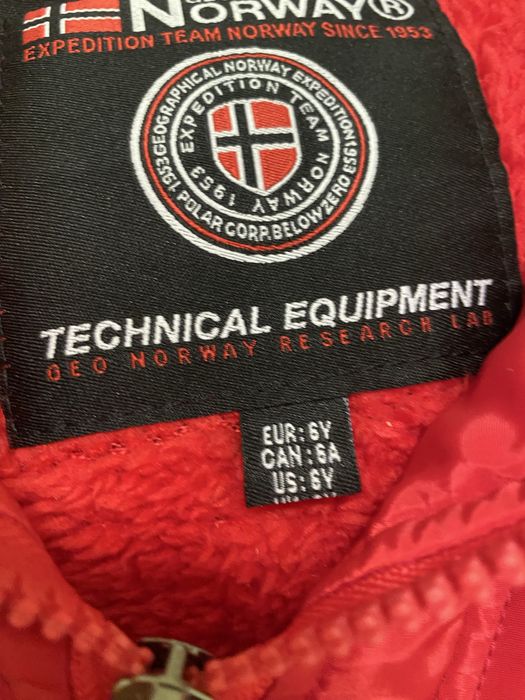 NORWAY®
EXPEDITION TEAM NORWAY SINCE 1953
GEOGRAPHICAL NORWAY EXPEDITION 1953
POLAR CORP. BELOW ZERO
1953
EXPEDITION TEAM NORWAY 1953
TECHNICAL EQUIPMENT
GEO NORWAY RESEARCH LAB
EUR:6Y
CAN:6A
US:6Y